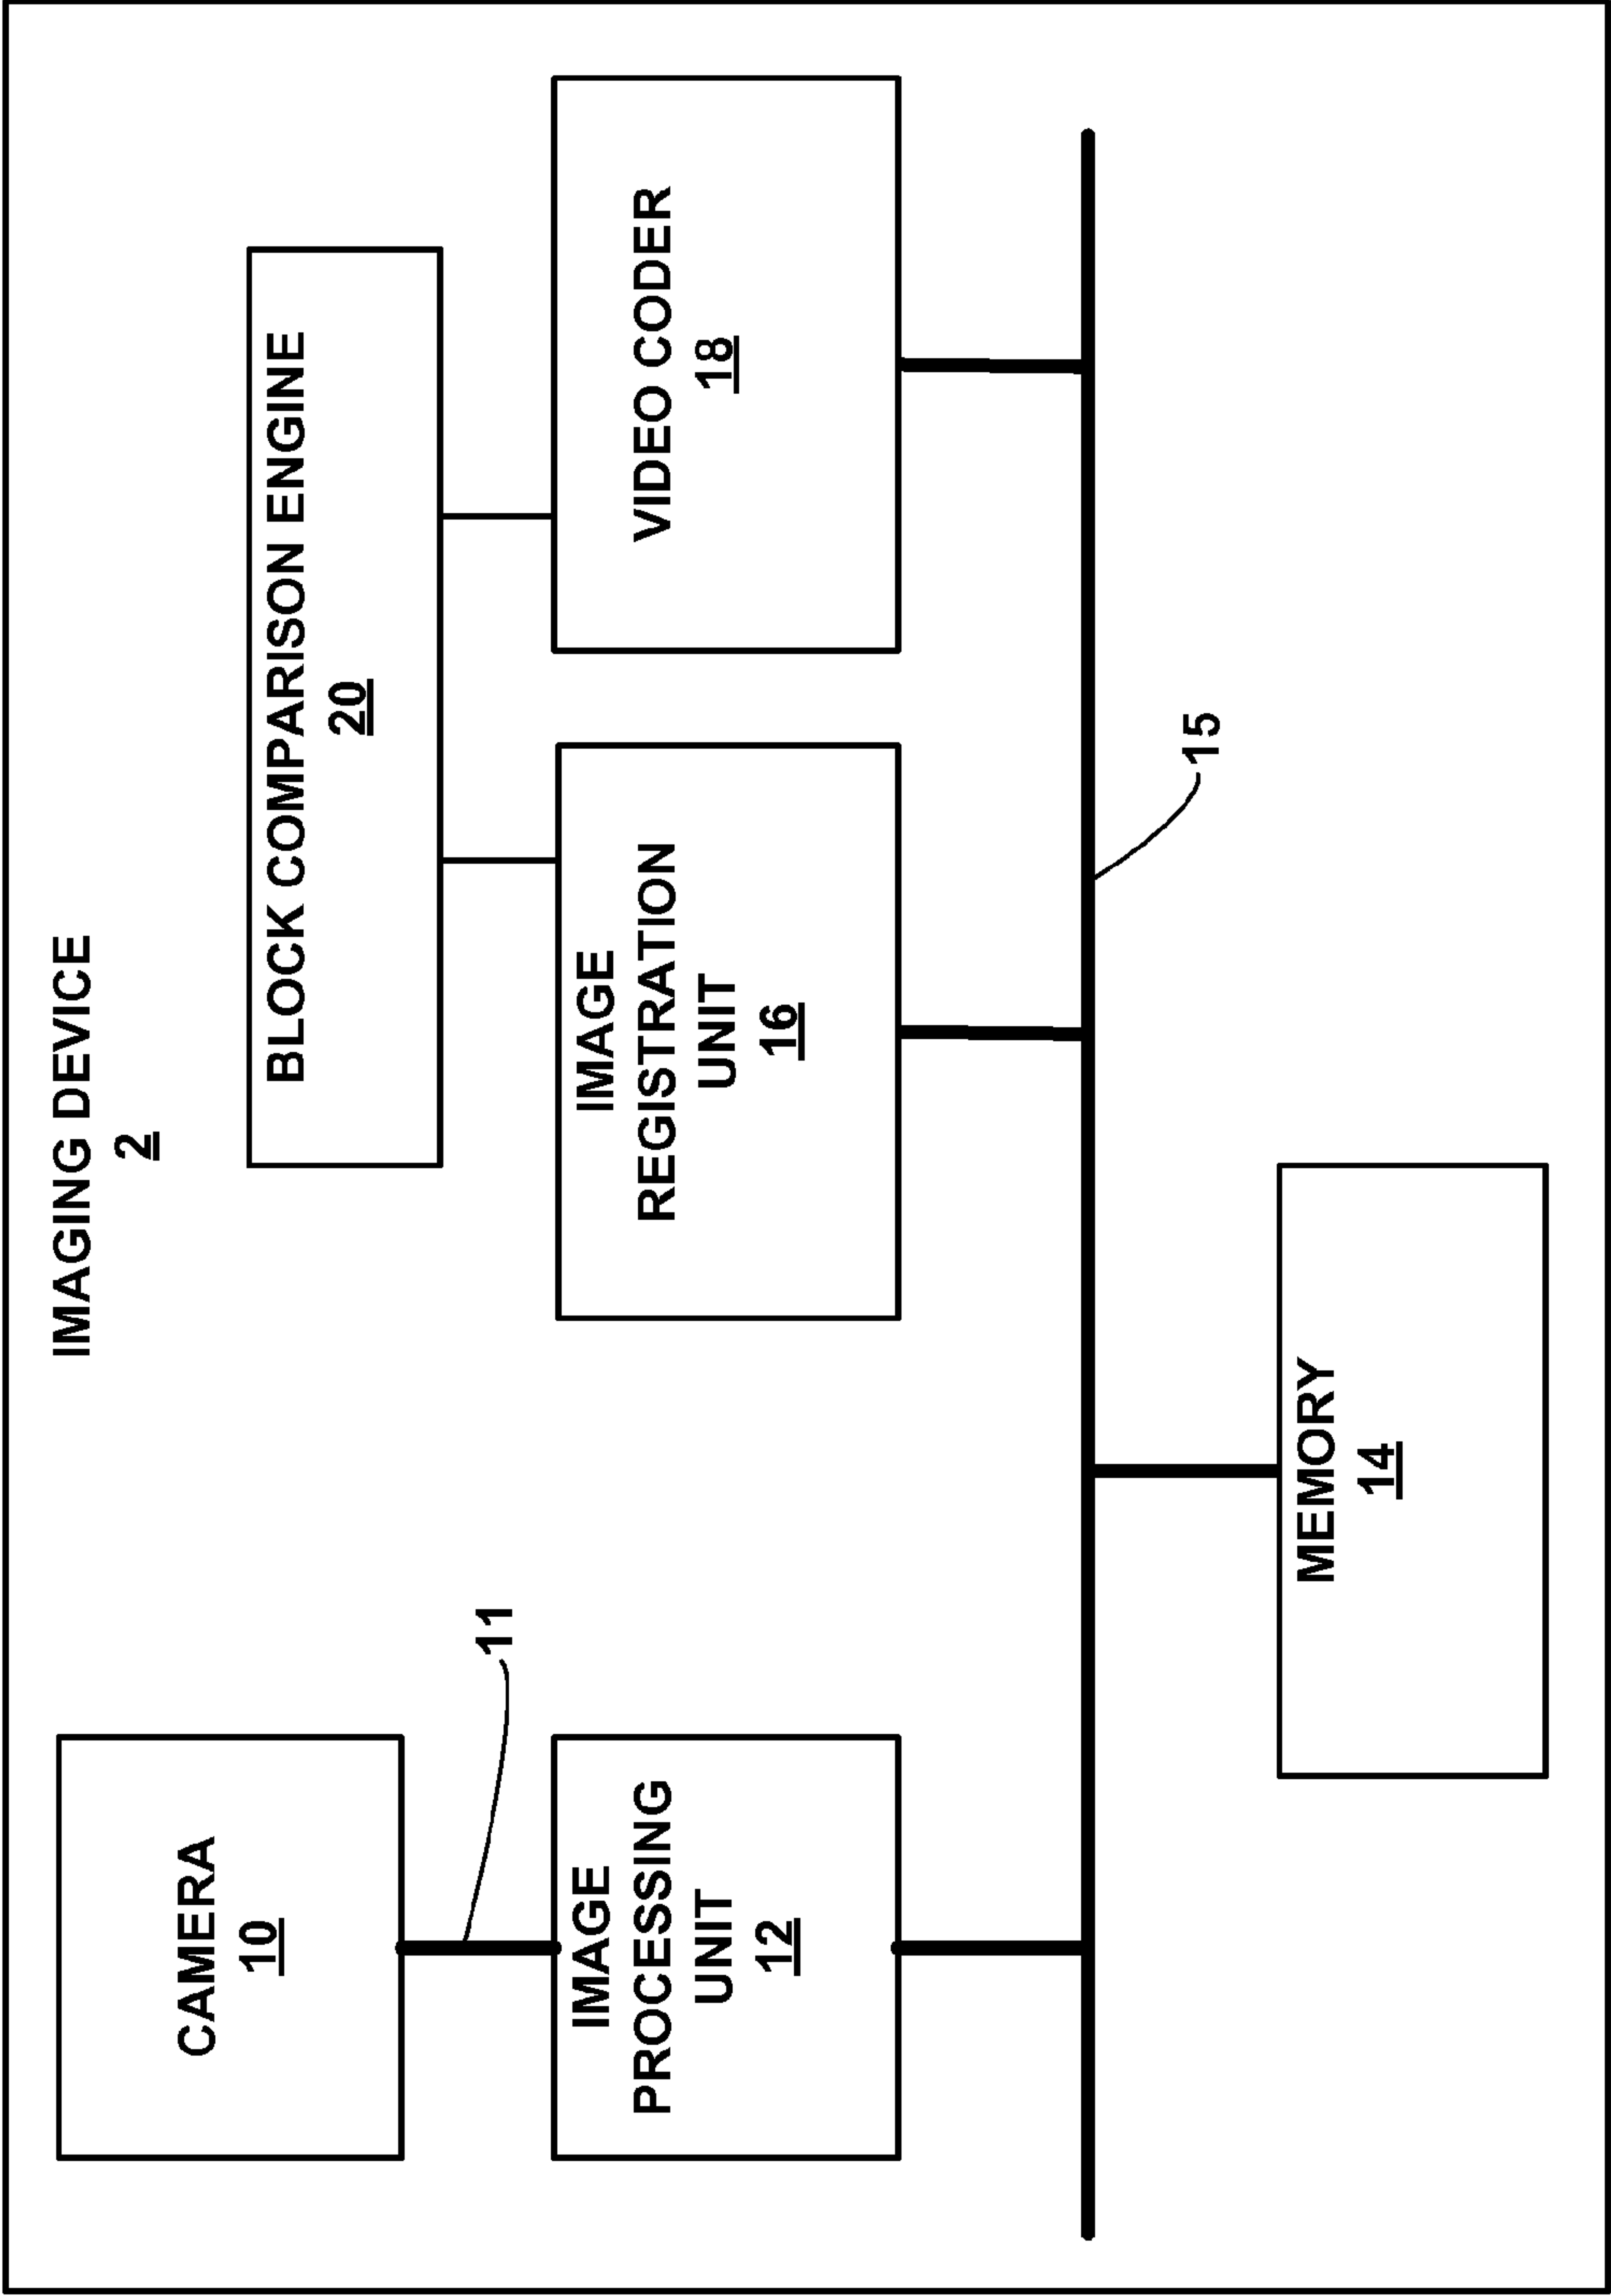 IMAGING DEVICE
2
CAMERA
10
11
IMAGE
PROCESSING
UNIT
12
BLOCK COMPARISON ENGINE
20
IMAGE
REGISTRATION
UNIT
16
VIDEO CODER
18
15
MEMORY
14